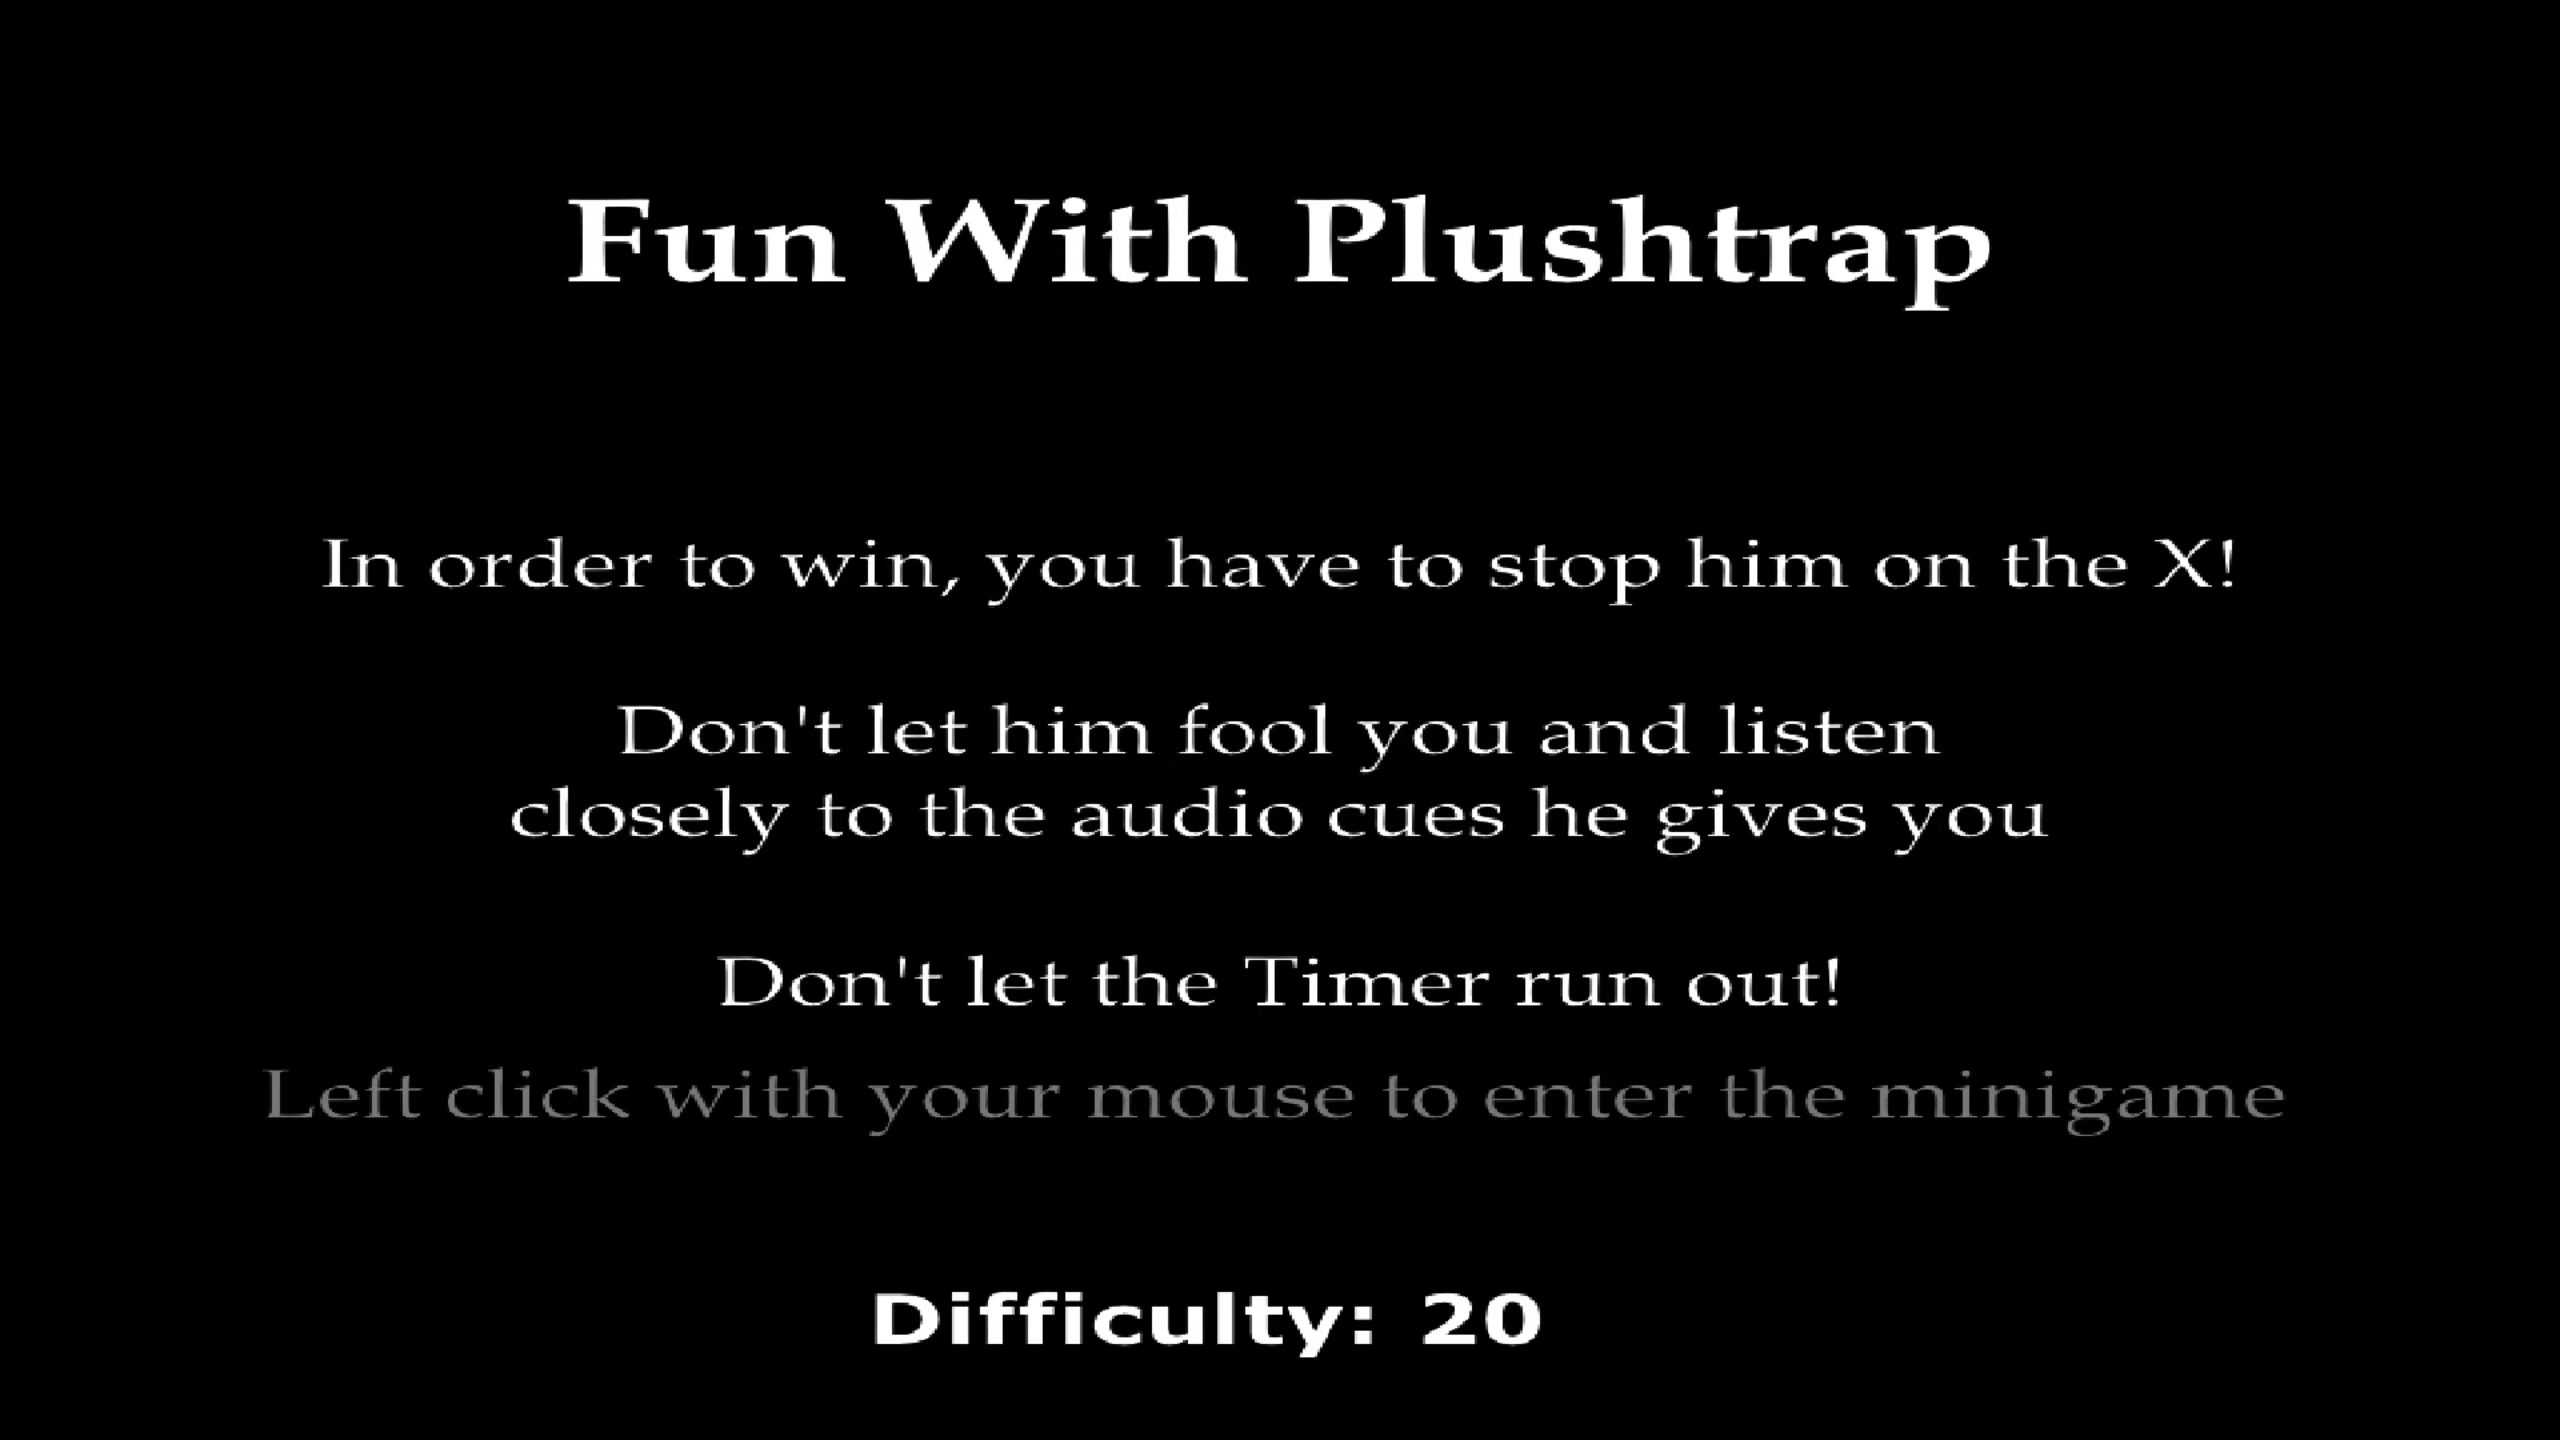 Fun With Plushtrap
In order to win, you have to stop him on the X!
Don't let him fool you and listen
closely to the audio cues he gives you
Don't let the Timer run out!
Left click with your mouse to enter the minigame
Difficulty: 20